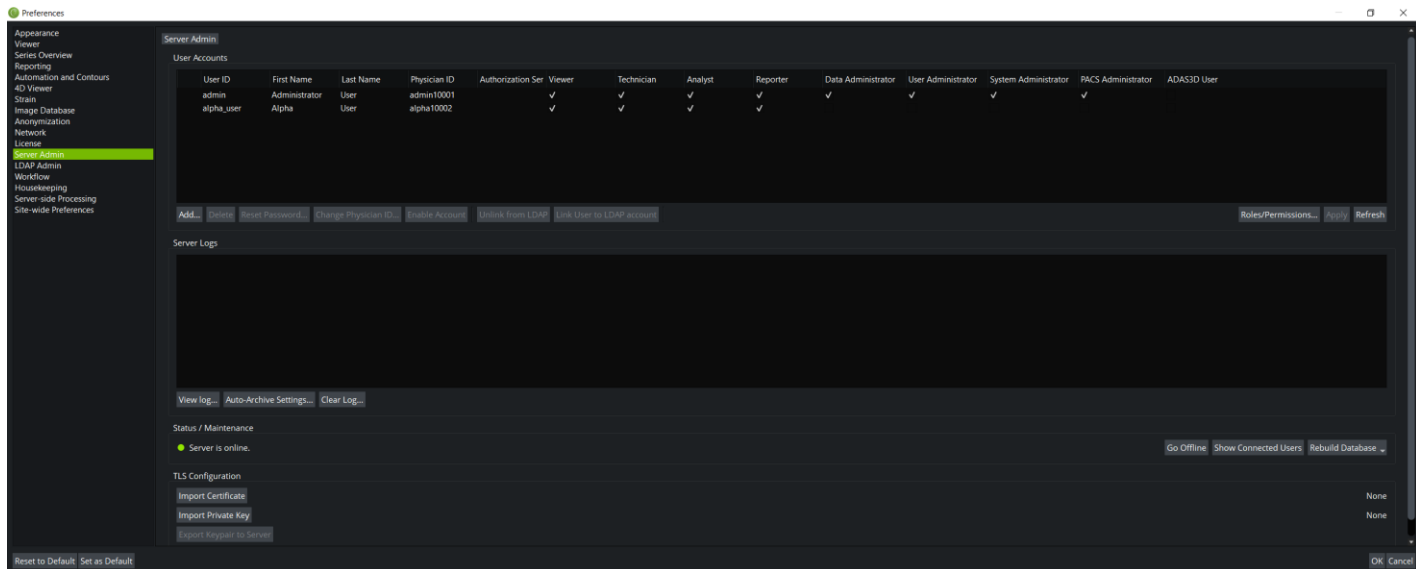 Preferences
Appearance
Viewer
Series Overview
Reporting
Automation and Contours
4D Viewer
Strain
Image Database
Anonymization
Network
License
Server Admin
LDAP Admin
Workflow
Housekeeping
Server-side Processing
Site-wide Preferences
Server Admin
User Accounts
User ID First Name Last Name Physician ID Authorization Ser Viewer Technician Analyst Reporter Data Administrator User Administrator System Administrator PACS Administrator ADAS3D User
admin Administrator User admin10001 ✓ ✓ ✓ ✓ ✓ ✓ ✓ ✓
alpha_user Alpha User alpha10002 ✓ ✓ ✓ ✓
Add... Delete Reset Password... Change Physician ID... Enable Account Unlink from LDAP Link User to LDAP account Roles/Permissions... Apply Refresh
Server Logs
View log... Auto-Archive Settings... Clear Log...
Status / Maintenance
Server is online. Go Offline Show Connected Users Rebuild Database
TLS Configuration
Import Certificate None
Import Private Key None
Export Keypair to Server
Reset to Default Set as Default OK Cancel